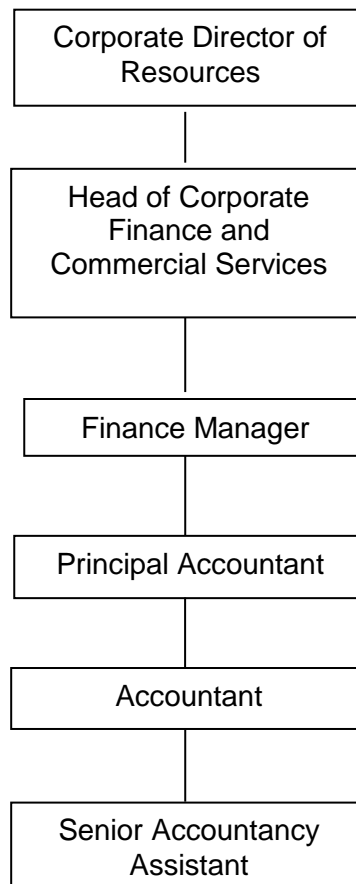 Corporate Director of
Resources
Head of Corporate
Finance and
Commercial Services
Finance Manager
Principal Accountant
Accountant
Senior Accountancy
Assistant